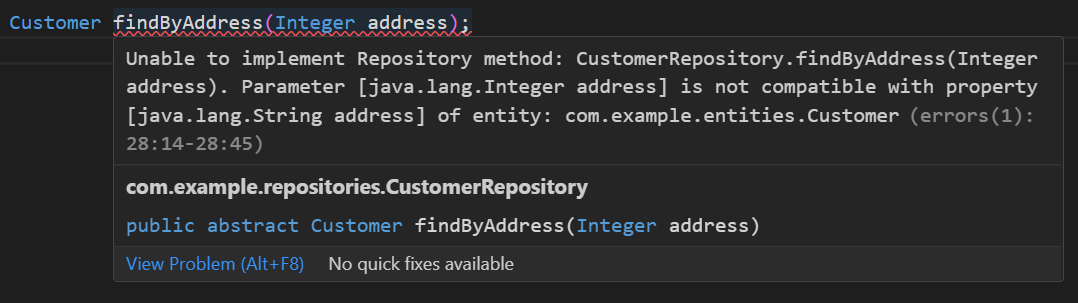 Customer findByAddress(Integer address);
Unable to implement Repository method: CustomerRepository.findByAddress(Integer
address). Parameter [java.lang.Integer address] is not compatible with property
[java.lang.String address] of entity: com.example.entities.Customer (errors(1):
28:14-28:45)
com.example.repositories.CustomerRepository
public abstract Customer findByAddress(Integer address)
View Problem (Alt+F8) No quick fixes available